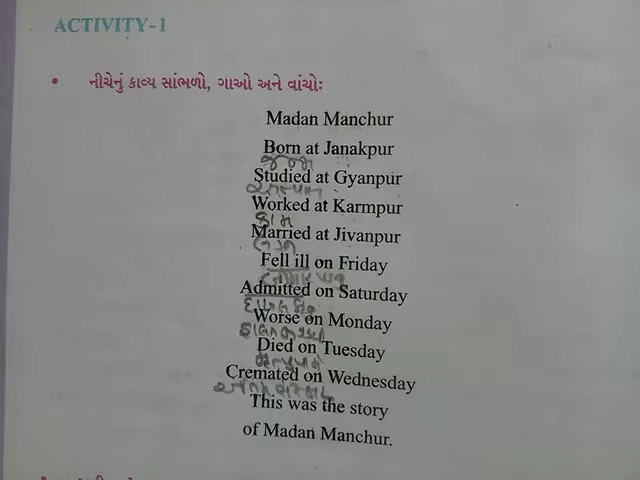 ACTIVITY-1
• નીચેનું કાવ્ય સાંભળો, ગાઓ અને વાંચોઃ
Madan Manchur
Born at Janakpur
જન્મ
Studied at Gyanpur
Worked at Karmpur
કામ
Married at Jivanpur
લગ્ન
Fell ill on Friday
Admitted on Saturday
Worse on Monday
Died on Tuesday
Cremated on Wednesday
This was the story
of Madan Manchur.